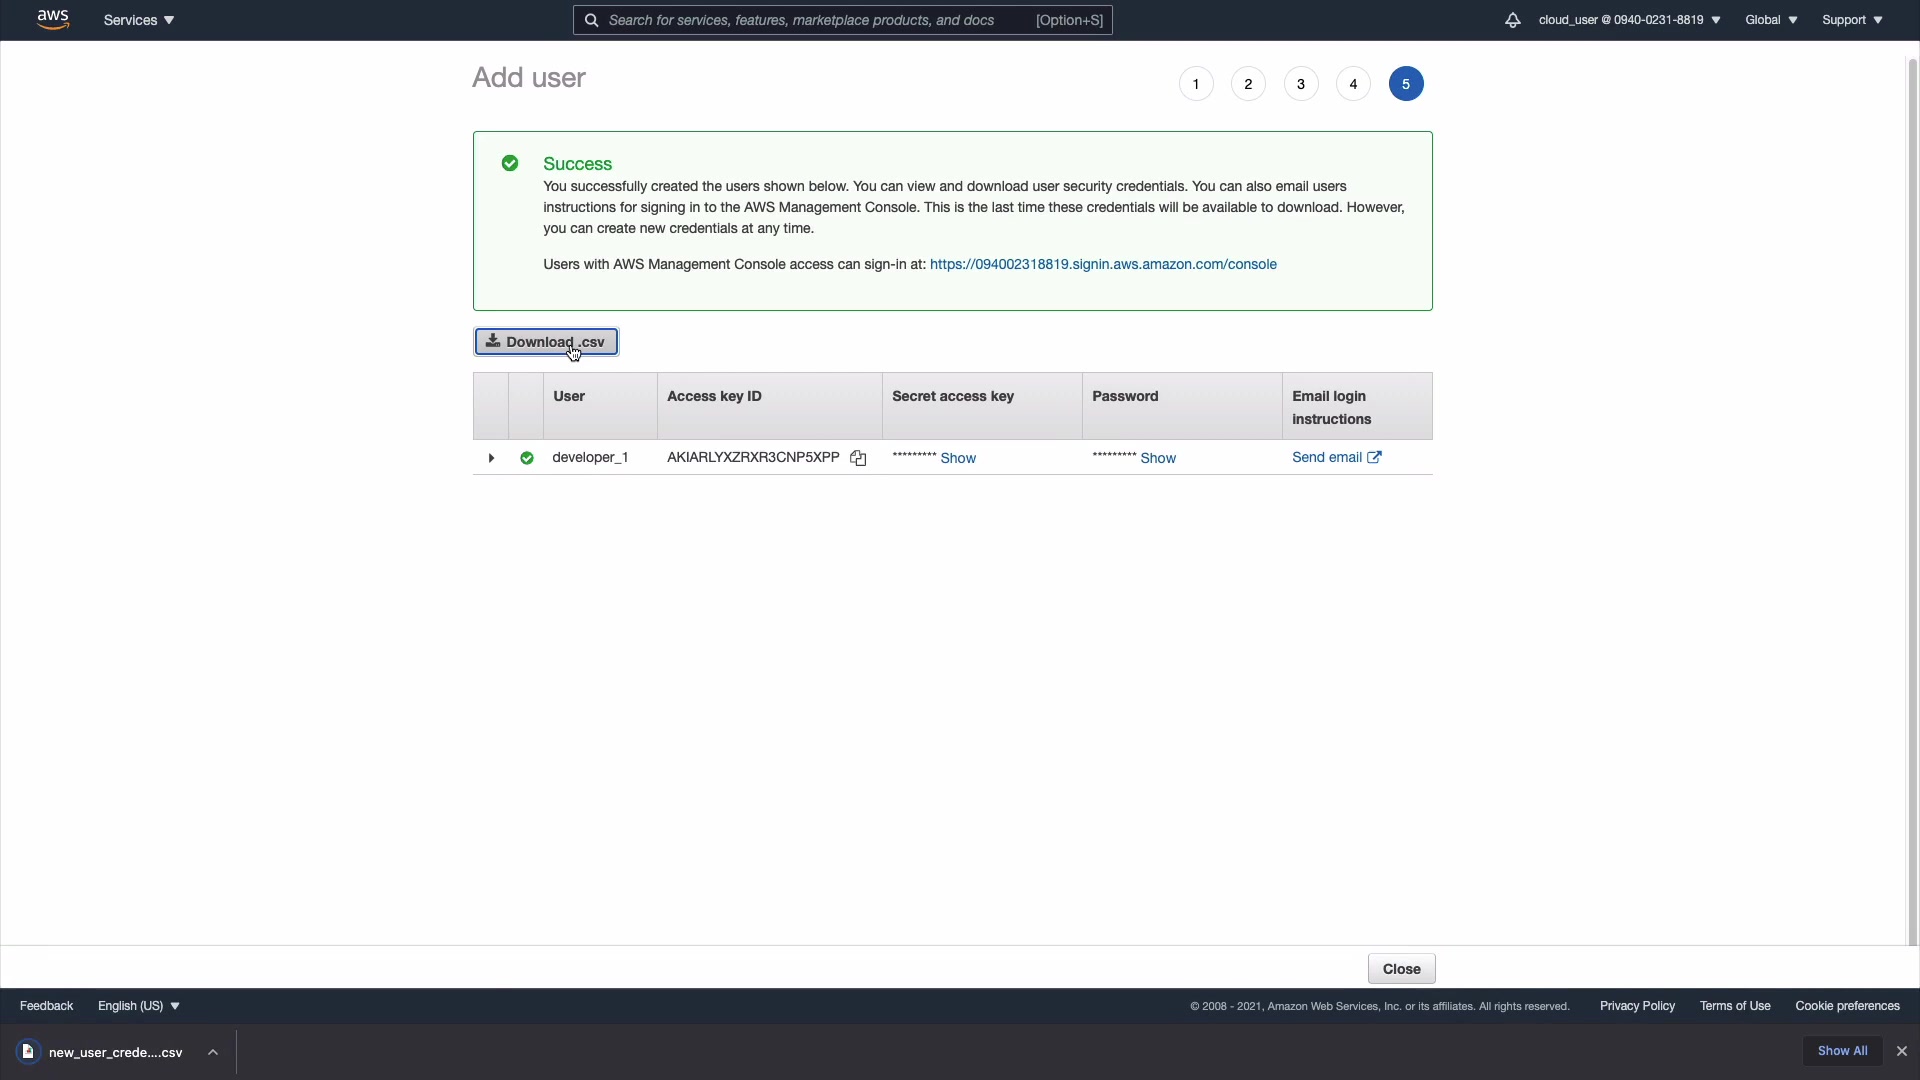 aws Services Search for services, features, marketplace products, and docs [Option+S] cloud_user @ 0940-0231-8819 Global Support
Add user 1 2 3 4 5
Success
You successfully created the users shown below. You can view and download user security credentials. You can also email users
instructions for signing in to the AWS Management Console. This is the last time these credentials will be available to download. However,
you can create new credentials at any time.
Users with AWS Management Console access can sign-in at: https://094002318819.signin.aws.amazon.com/console
Download .csv
User Access key ID Secret access key Password Email login
instructions
developer_1 AKIARLYXZRXR3CNP5XPP ********* Show ********* Show Send email
Close
Feedback English (US) © 2008 - 2021, Amazon Web Services, Inc. or its affiliates. All rights reserved. Privacy Policy Terms of Use Cookie preferences
new_user_crede....csv Show All